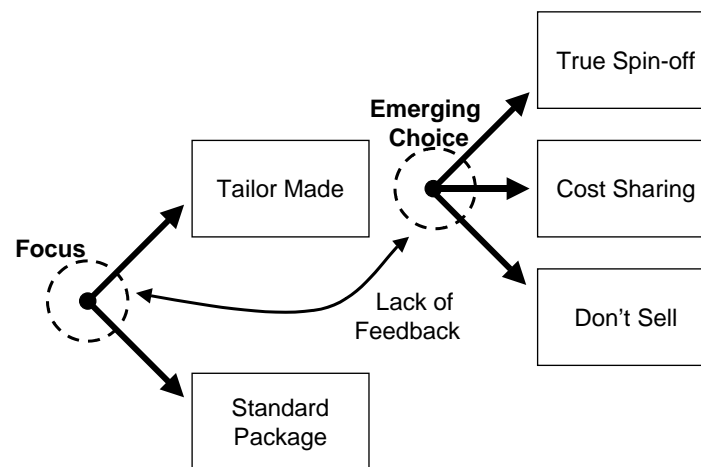 True Spin-off
Emerging
Choice
Tailor Made
Cost Sharing
Focus
Lack of
Feedback
Don’t Sell
Standard
Package